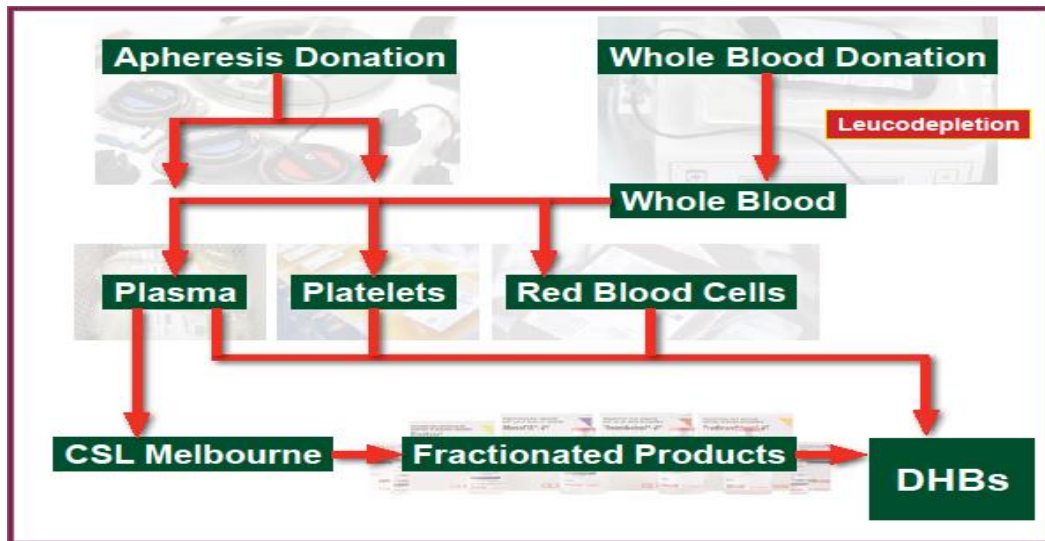 Apheresis Donation
Whole Blood Donation
Leucodepletion
Whole Blood
Plasma
Platelets
Red Blood Cells
CSL Melbourne
Fractionated Products
DHBs